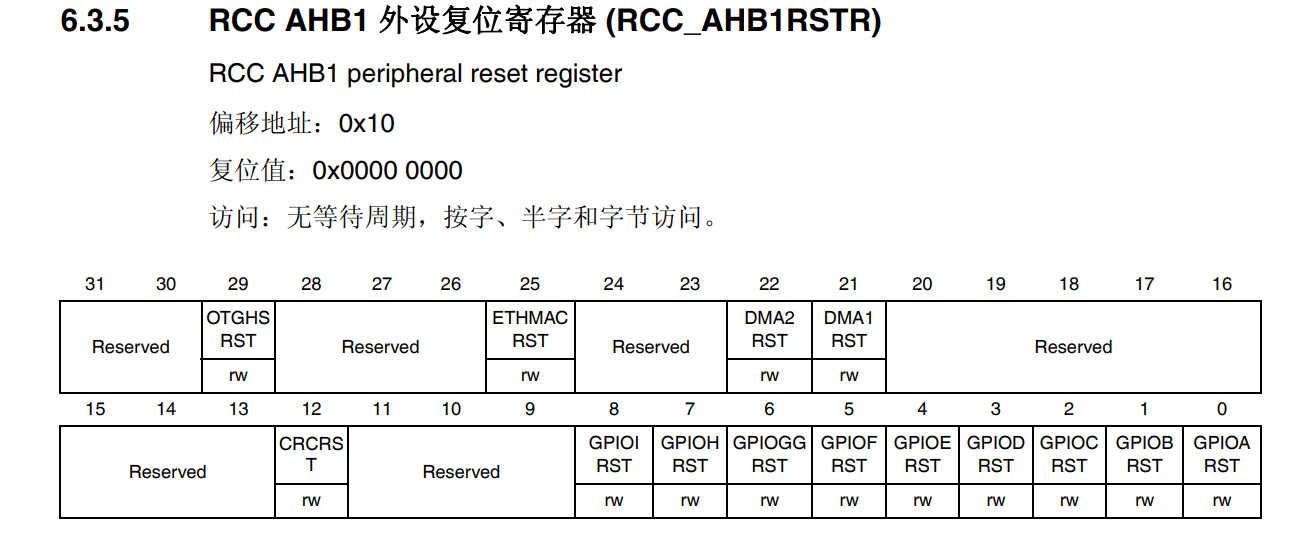 6.3.5 RCC AHB1 外设复位寄存器 (RCC_AHB1RSTR)
RCC AHB1 peripheral reset register
偏移地址：0x10
复位值：0x0000 0000
访问：无等待周期，按字、半字和字节访问。
31 30 29 28 27 26 25 24 23 22 21 20 19 18 17 16
Reserved OTGHS RST Reserved ETHMAC RST Reserved DMA2 RST DMA1 RST Reserved
rw rw rw rw
15 14 13 12 11 10 9 8 7 6 5 4 3 2 1 0
Reserved CRCRS T Reserved GPIOI RST GPIOH RST GPIOGG RST GPIOF RST GPIOE RST GPIOD RST GPIOC RST GPIOB RST GPIOA RST
rw rw rw rw rw rw rw rw rw rw